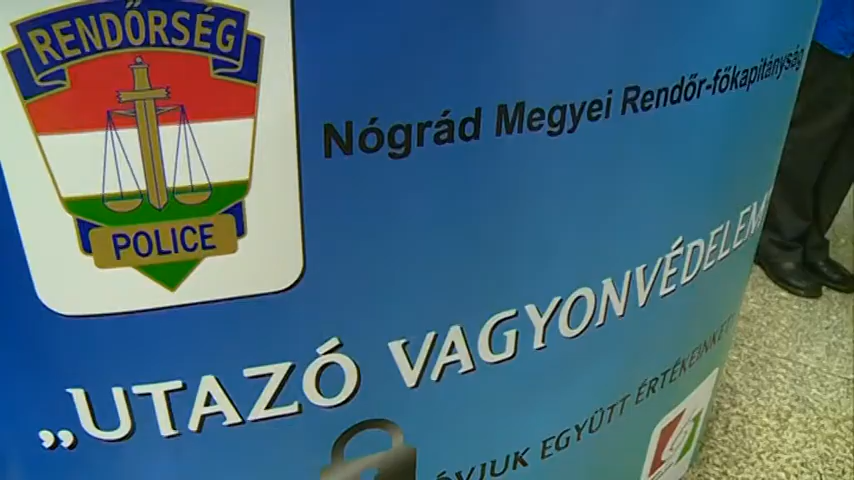 RENDŐRSÉG
POLICE
Nógrád Megyei Rendőr-főkapitányság
„UTAZÓ VAGYONVÉDELEM
EGYÜTT ÉRTÉKEINKET!